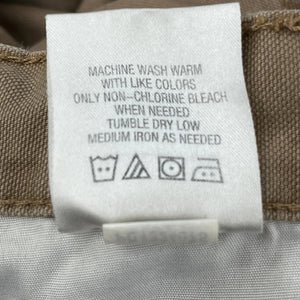 MACHINE WASH WARM
WITH LIKE COLORS
ONLY NON-CHLORINE BLEACH
WHEN NEEDED
TUMBLE DRY LOW
MEDIUM IRON AS NEEDED